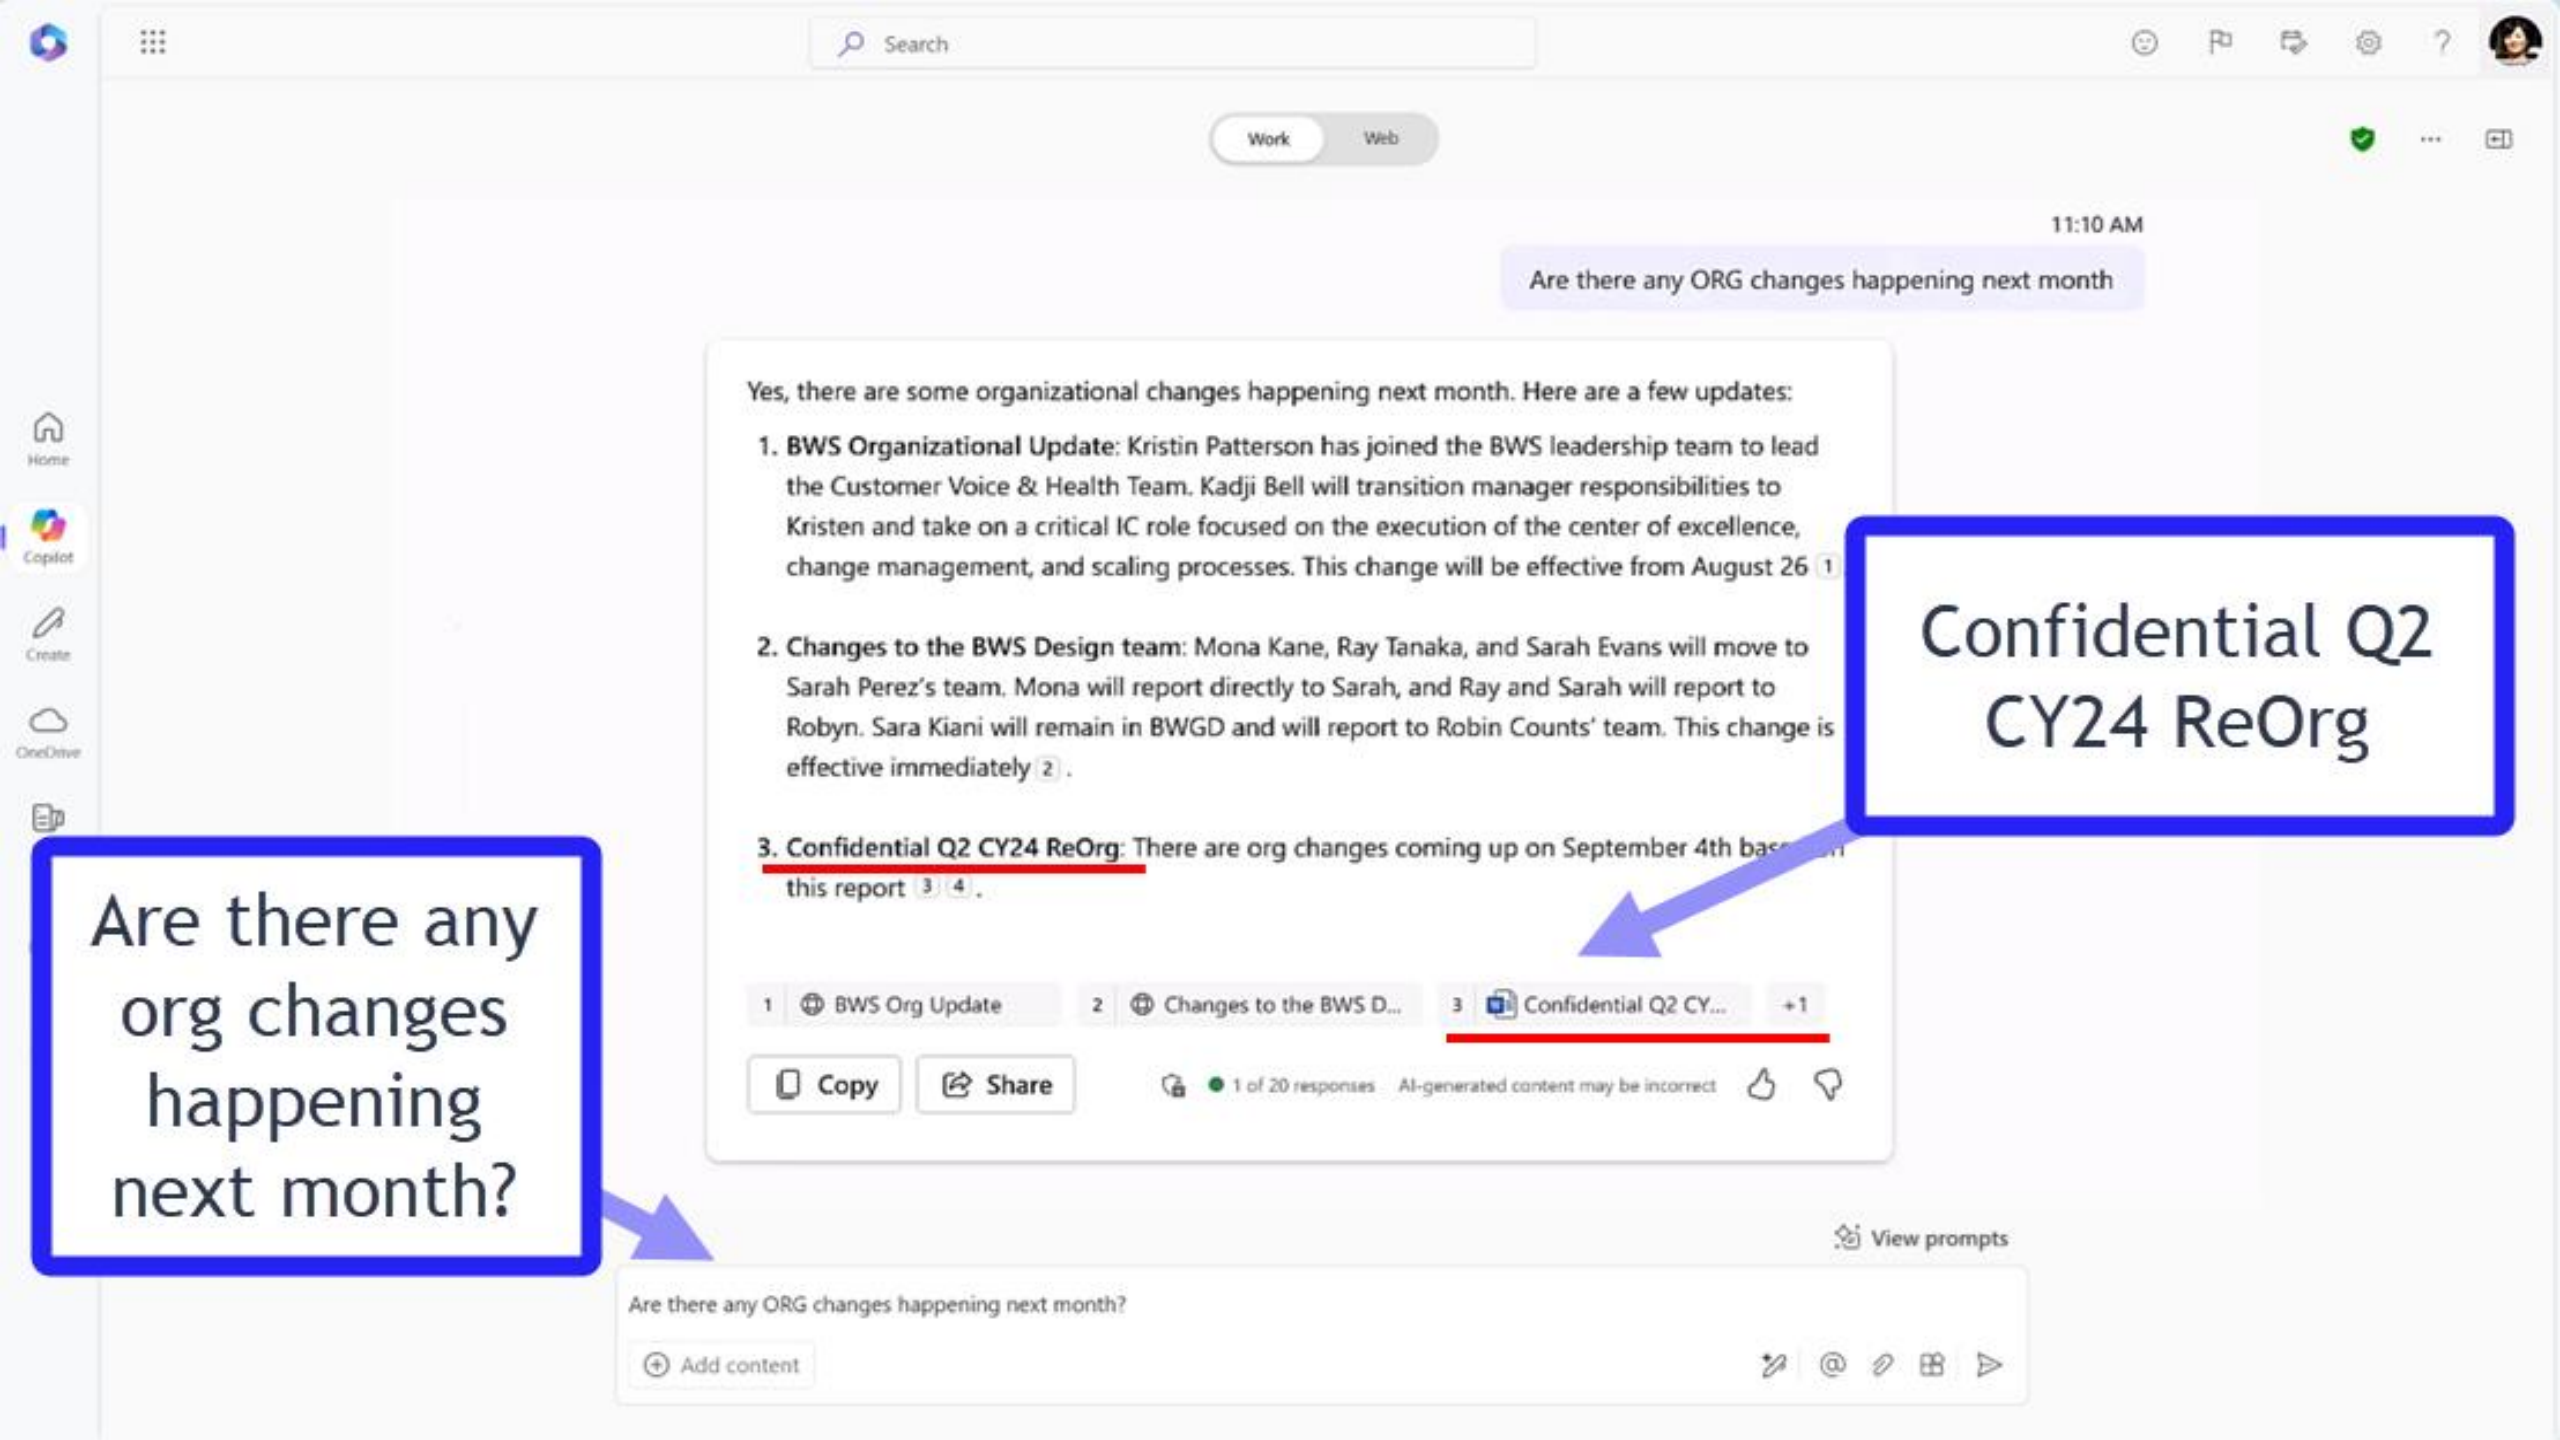 Search
Work
Web
11:10 AM
Are there any ORG changes happening next month
Yes, there are some organizational changes happening next month. Here are a few updates:
1. BWS Organizational Update: Kristin Patterson has joined the BWS leadership team to lead
the Customer Voice & Health Team. Kadji Bell will transition manager responsibilities to
Kristen and take on a critical IC role focused on the execution of the center of excellence,
change management, and scaling processes. This change will be effective from August 26 1
2. Changes to the BWS Design team: Mona Kane, Ray Tanaka, and Sarah Evans will move to
Sarah Perez's team. Mona will report directly to Sarah, and Ray and Sarah will report to
Robyn. Sara Kiani will remain in BWGD and will report to Robin Counts' team. This change is
effective immediately 2 .
3. Confidential Q2 CY24 ReOrg: There are org changes coming up on September 4th
this report 3 4 .
1 BWS Org Update
2 Changes to the BWS D...
3 Confidential Q2 CY...
+1
Copy
Share
1 of 20 responses
AI-generated content may be incorrect
View prompts
Are there any ORG changes happening next month?
Add content
Home
Copilot
Create
OneDrive
Are there any
org changes
happening
next month?
Confidential Q2
CY24 ReOrg